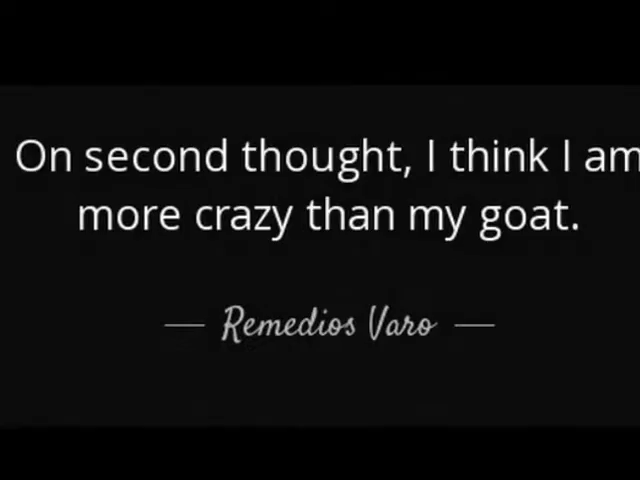 On second thought, I think I am
more crazy than my goat.
— Remedios Varo —